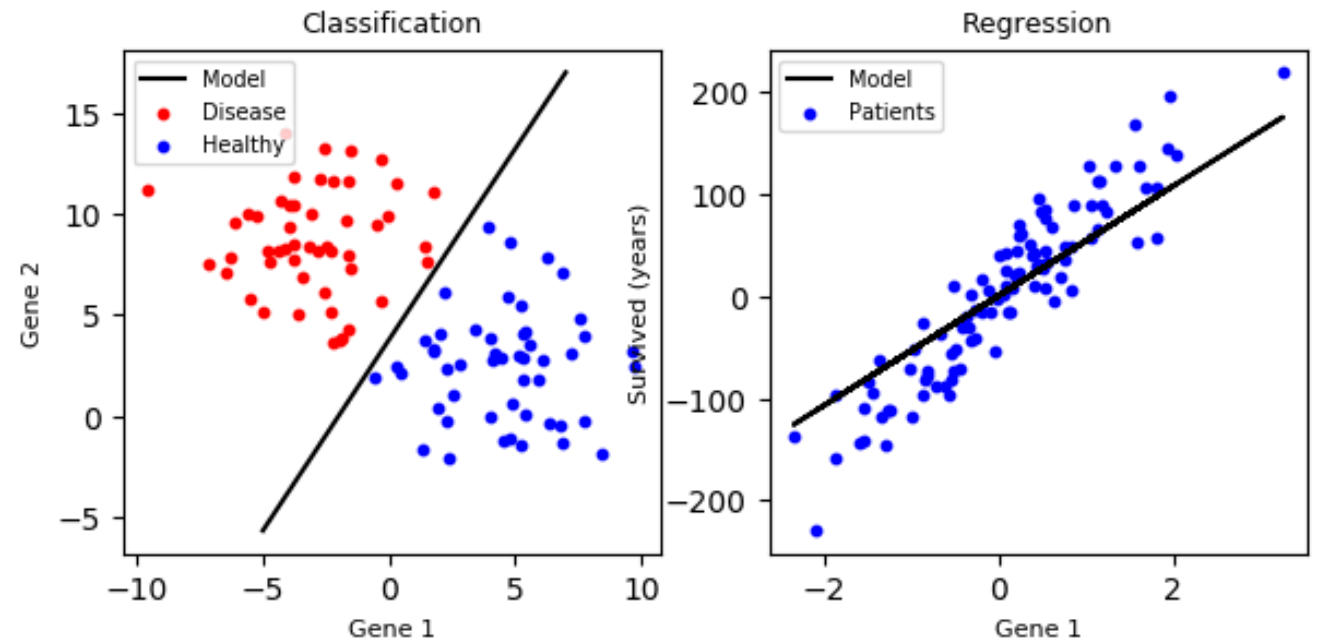 Classification
Model
Disease
Healthy
15
10
5
0
−5
Gene 2
−10
−5
0
5
10
Gene 1
Regression
Model
Patients
200
100
0
−100
−200
Survived (years)
−2
0
2
Gene 1